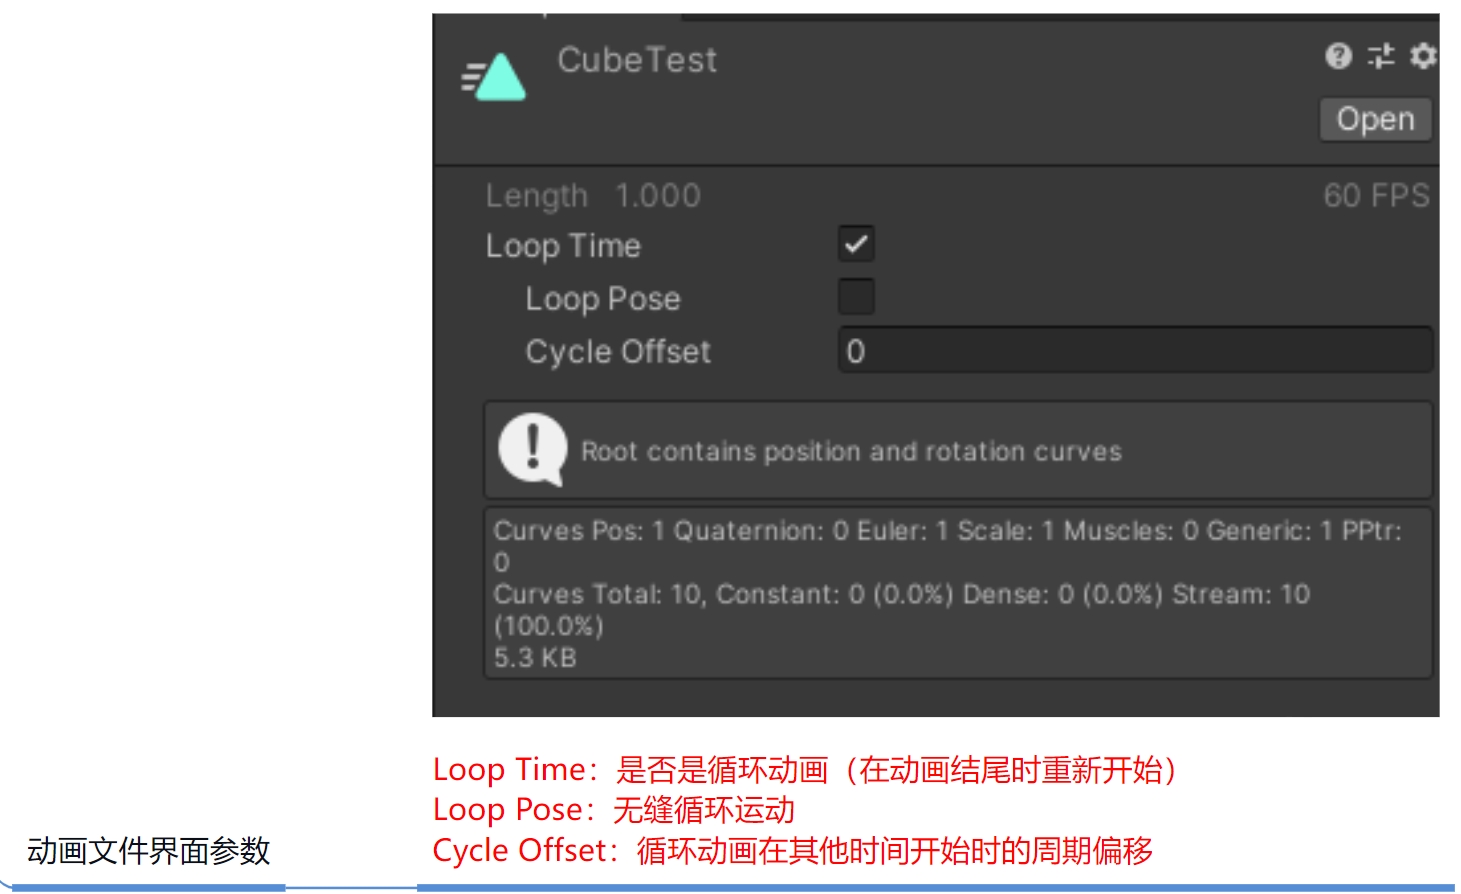 CubeTest
Open
Length 1.000 60 FPS
Loop Time
Loop Pose
Cycle Offset 0
Root contains position and rotation curves
Curves Pos: 1 Quaternion: 0 Euler: 1 Scale: 1 Muscles: 0 Generic: 1 PPtr:
0
Curves Total: 10, Constant: 0 (0.0%) Dense: 0 (0.0%) Stream: 10
(100.0%)
5.3 KB
Loop Time：是否是循环动画（在动画结尾时重新开始）
Loop Pose：无缝循环运动
动画文件界面参数
Cycle Offset：循环动画在其他时间开始时的周期偏移